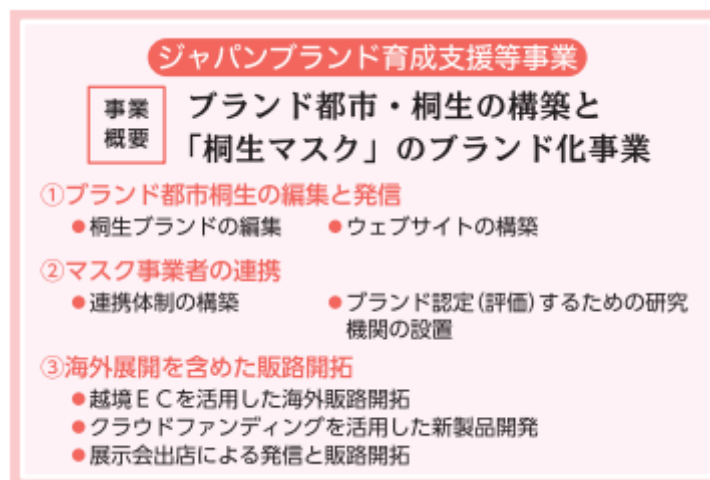 ジャパンブランド育成支援等事業
事業
概要
ブランド都市・桐生の構築と
「桐生マスク」のブランド化事業
①ブランド都市桐生の編集と発信
●桐生ブランドの編集 ●ウェブサイトの構築
②マスク事業者の連携
●連携体制の構築 ●ブランド認定(評価)するための研究
機関の設置
③海外展開を含めた販路開拓
●越境ECを活用した海外販路開拓
●クラウドファンディングを活用した新製品開発
●展示会出店による発信と販路開拓